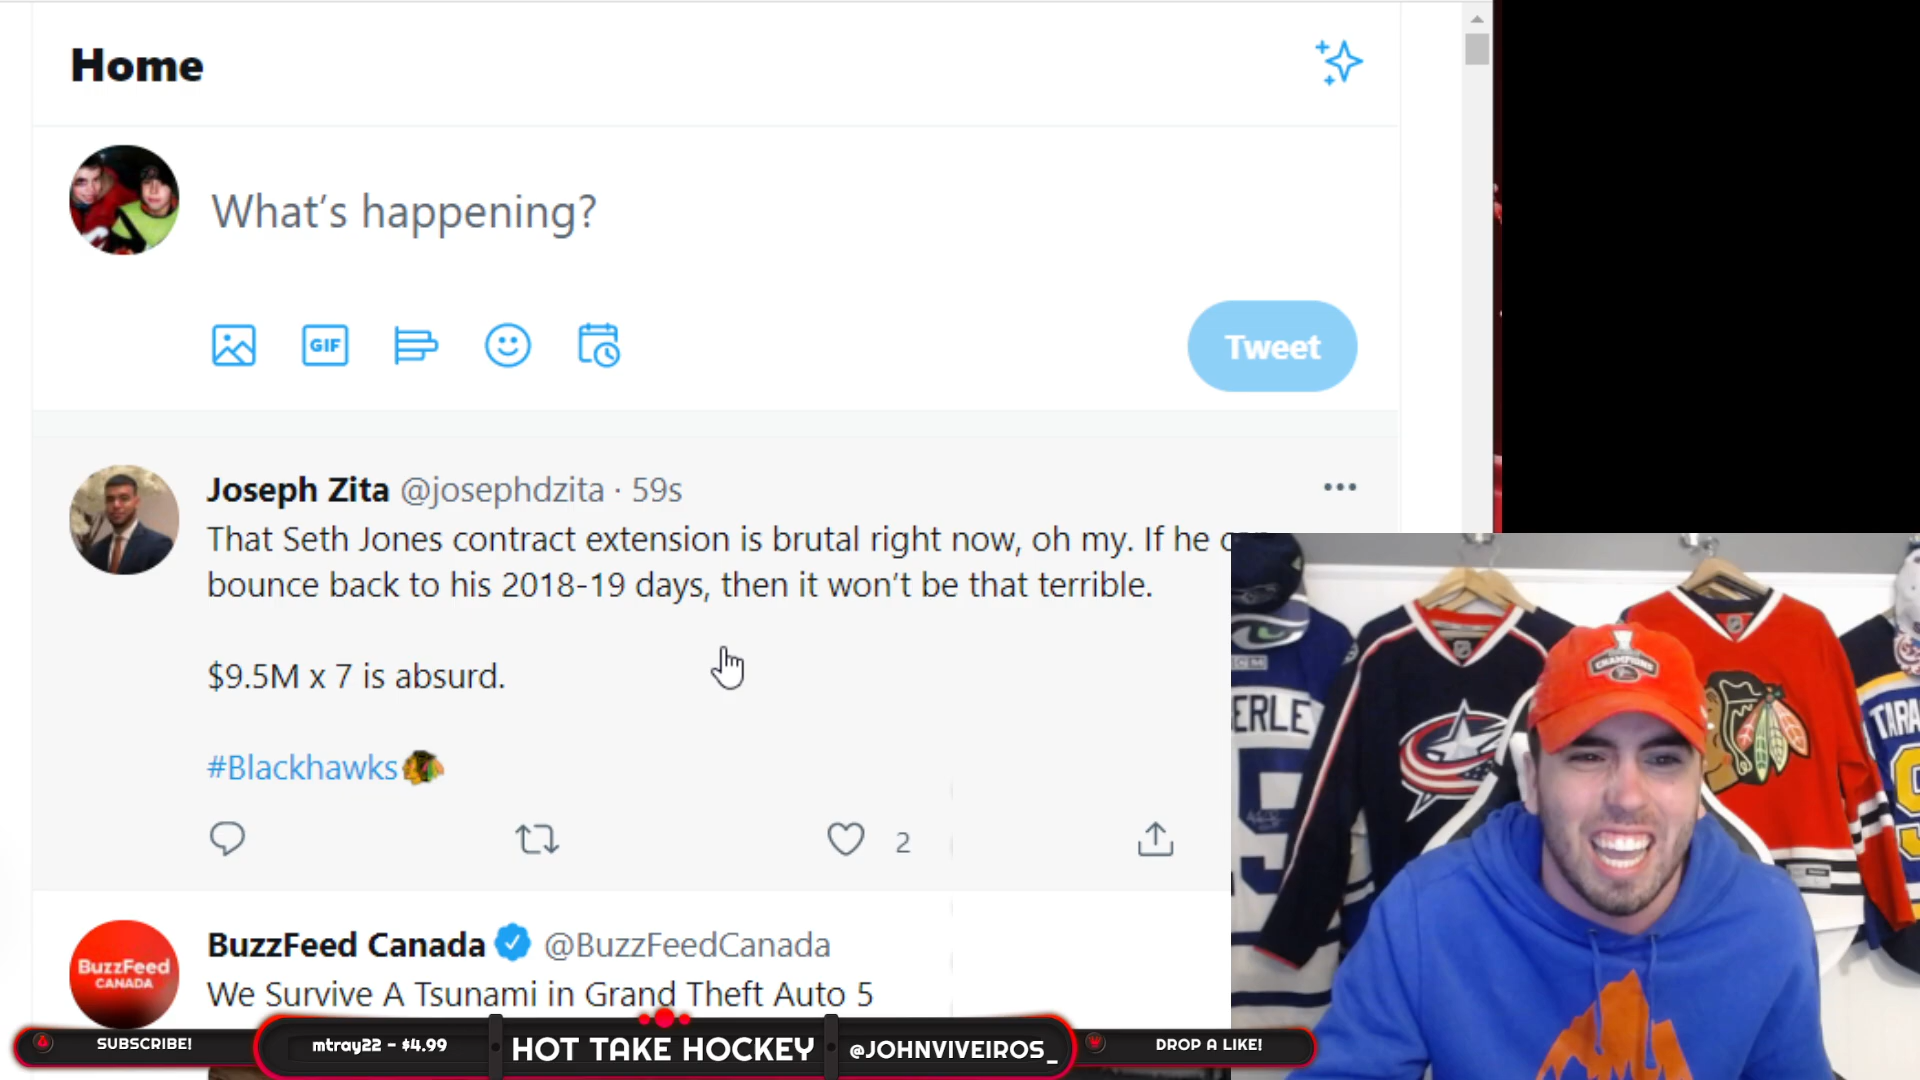 Home
What's happening?
GIF
Tweet
Joseph Zita @josephdzita · 59s
That Seth Jones contract extension is brutal right now, oh my. If he
bounce back to his 2018-19 days, then it won't be that terrible.
$9.5M x 7 is absurd.
#Blackhawks
2
BuzzFeed Canada @BuzzFeedCanada
BuzzFeed
CANADA
We Survive A Tsunami in Grand Theft Auto 5
CHAMPIONS
ERLE
TARA
SUBSCRIBE!
mtray22 - $4.99
HOT TAKE HOCKEY
@JOHNVIVEIROS_
DROP A LIKE!